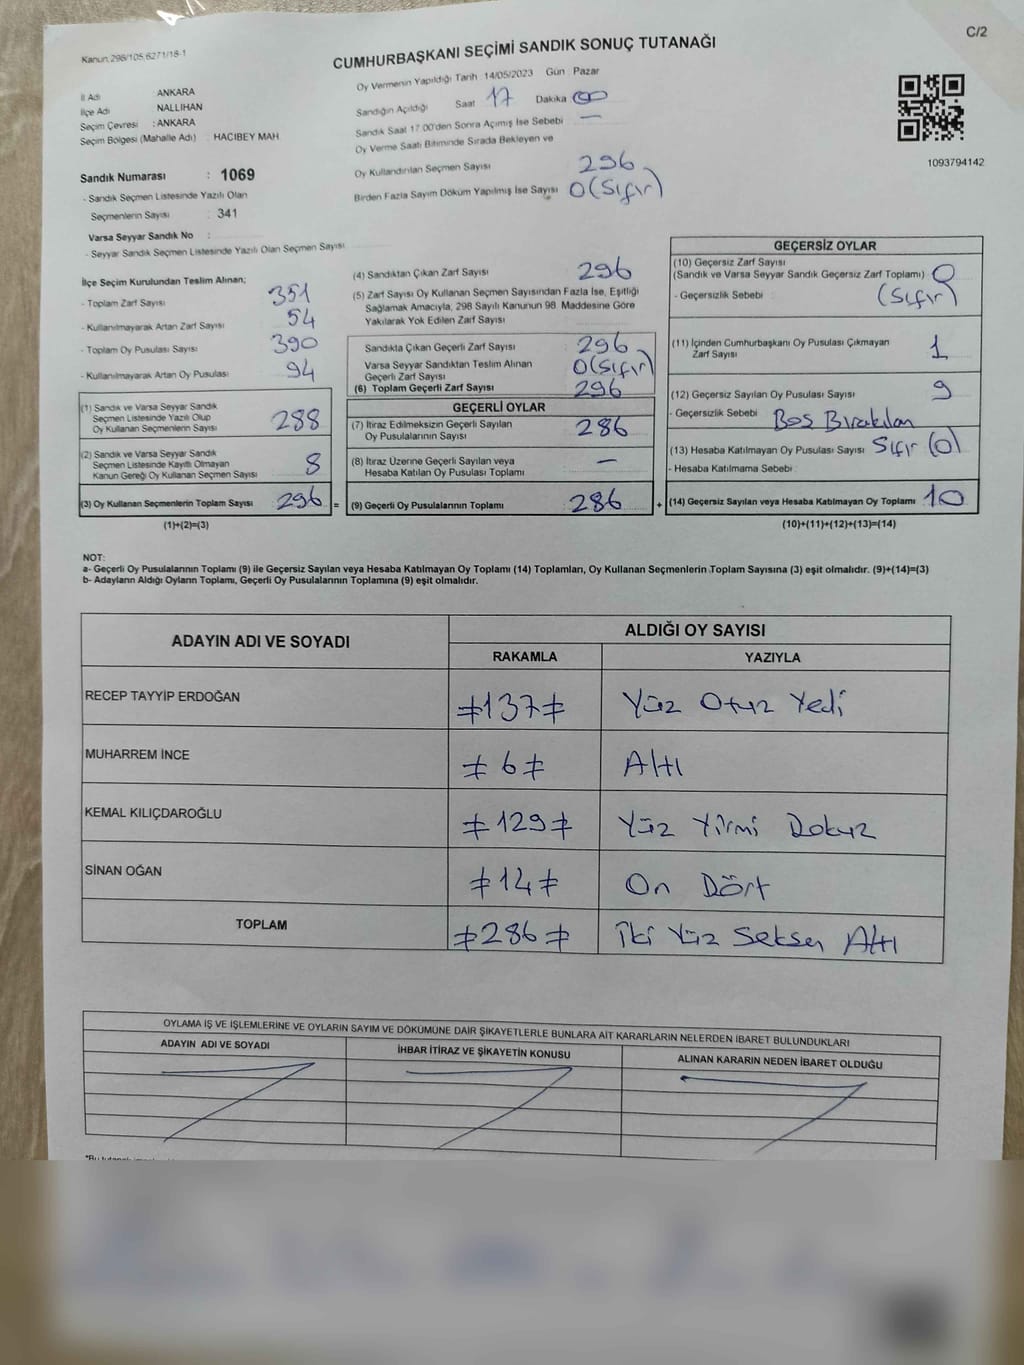 C/2
Kanun:298/105,6271/18-1
CUMHURBAŞKANI SEÇİMİ SANDIK SONUÇ TUTANAĞI
İl Adı ANKARA
İlçe Adı NALLIHAN
Seçim Çevresi : ANKARA
Seçim Bölgesi (Mahalle Adı) : HACIBEY MAH
Oy Vermenin Yapıldığı Tarih :14/05/2023 Gün : Pazar
Sandığın Açıldığı Saat 17 Dakika 00
Sandık Saat 17:00'den Sonra Açımış İse Sebebi —
Oy Verme Saati Bitiminde Sırada Bekleyen ve
Oy Kullandırılan Seçmen Sayısı 296
Birden Fazla Sayım Döküm Yapılmış İse Sayısı 0 (Sıfır)
1093794142
Sandık Numarası : 1069
- Sandık Seçmen Listesinde Yazılı Olan
Seçmenlerin Sayısı : 341
Varsa Seyyar Sandık No :
- Seyyar Sandık Seçmen Listesinde Yazılı Olan Seçmen Sayısı
İlçe Seçim Kurulundan Teslim Alınan;
- Toplam Zarf Sayısı 351
- Kullanılmayarak Artan Zarf Sayısı 54
- Toplam Oy Pusulası Sayısı 390
- Kullanılmayarak Artan Oy Pusulası 94
(1) Sandık ve Varsa Seyyar Sandık
Seçmen Listesinde Yazılı Olup
Oy Kullanan Seçmenlerin Sayısı 288
(2) Sandık ve Varsa Seyyar Sandık
Seçmen Listesinde Kayıtlı Olmayan
Kanun Gereği Oy Kullanan Seçmen Sayısı 8
(3) Oy Kullanan Seçmenlerin Toplam Sayısı 296 =
(1)+(2)=(3)
(4) Sandıktan Çıkan Zarf Sayısı 296
(5) Zarf Sayısı Oy Kullanan Seçmen Sayısından Fazla İse, Eşitliği
Sağlamak Amacıyla, 298 Sayılı Kanunun 98. Maddesine Göre
Yakılarak Yok Edilen Zarf Sayısı
Sandıkta Çıkan Geçerli Zarf Sayısı 296
Varsa Seyyar Sandıktan Teslim Alınan
Geçerli Zarf Sayısı 0 (Sıfır)
(6) Toplam Geçerli Zarf Sayısı 296
GEÇERLİ OYLAR
(7) İtiraz Edilmeksizin Geçerli Sayılan
Oy Pusulalarının Sayısı 286
(8) İtiraz Üzerine Geçerli Sayılan veya
Hesaba Katılan Oy Pusulası Toplamı —
(9) Geçerli Oy Pusulalarının Toplamı 286 +
GEÇERSİZ OYLAR
(10) Geçersiz Zarf Sayısı
(Sandık ve Varsa Seyyar Sandık Geçersiz Zarf Toplamı) 0
- Geçersizlik Sebebi (Sıfır)
(11) İçinden Cumhurbaşkanı Oy Pusulası Çıkmayan
Zarf Sayısı 1
(12) Geçersiz Sayılan Oy Pusulası Sayısı 9
- Geçersizlik Sebebi Boş Bırakılan
(13) Hesaba Katılmayan Oy Pusulası Sayısı Sıfır (0)
- Hesaba Katılmama Sebebi
(14) Geçersiz Sayılan veya Hesaba Katılmayan Oy Toplamı 10
(10)+(11)+(12)+(13)=(14)
NOT:
a- Geçerli Oy Pusulalarının Toplamı (9) ile Geçersiz Sayılan veya Hesaba Katılmayan Oy Toplamı (14) Toplamları, Oy Kullanan Seçmenlerin Toplam Sayısına (3) eşit olmalıdır. (9)+(14)=(3)
b- Adayların Aldığı Oyların Toplamı, Geçerli Oy Pusulalarının Toplamına (9) eşit olmalıdır.
ADAYIN ADI VE SOYADI ALDIĞI OY SAYISI
RAKAMLA YAZIYLA
RECEP TAYYİP ERDOĞAN ≠137≠ Yüz Otuz Yedi
MUHARREM İNCE ≠ 6≠ Altı
KEMAL KILIÇDAROĞLU ≠129≠ Yüz Yirmi Dokuz
SİNAN OĞAN ≠14≠ On Dört
TOPLAM ≠286≠ İki Yüz Seksen Altı
OYLAMA İŞ VE İŞLEMLERİNE VE OYLARIN SAYIM VE DÖKÜMÜNE DAİR ŞİKAYETLERLE BUNLARA AİT KARARLARIN NELERDEN İBARET BULUNDUKLARI
ADAYIN ADI VE SOYADI İHBAR İTİRAZ VE ŞİKAYETİN KONUSU ALINAN KARARIN NEDEN İBARET OLDUĞU